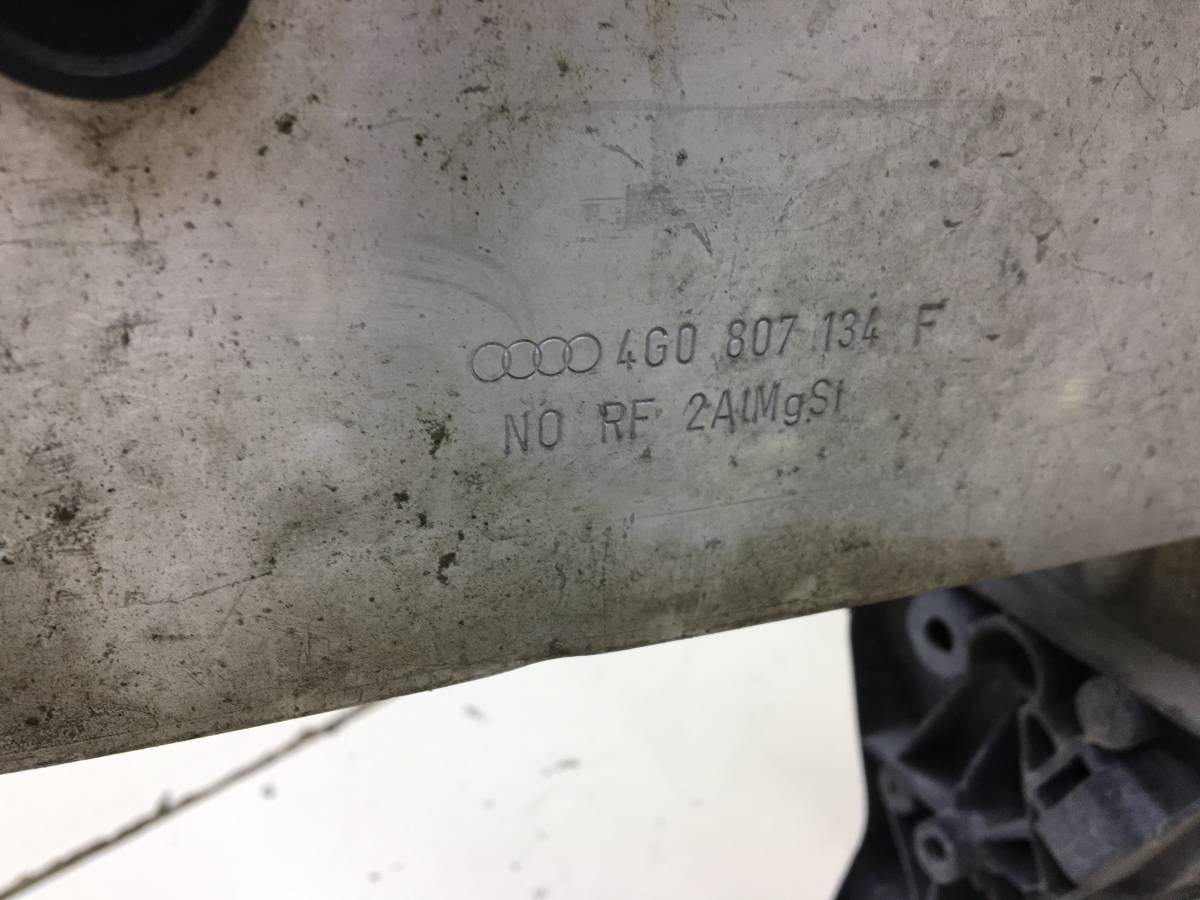 4G0 807 134 F
NO RF 2AlMgSi